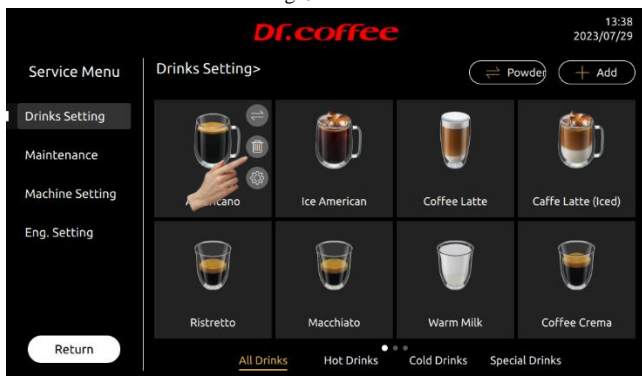 Dr.coffee
13:38
2023/07/29
Service Menu
Drinks Setting>
Powder
Add
Drinks Setting
Maintenance
Machine Setting
Eng. Setting
Return
Ice American
Coffee Latte
Caffe Latte (Iced)
Ristretto
Macchiato
Warm Milk
Coffee Crema
All Drinks
Hot Drinks
Cold Drinks
Special Drinks